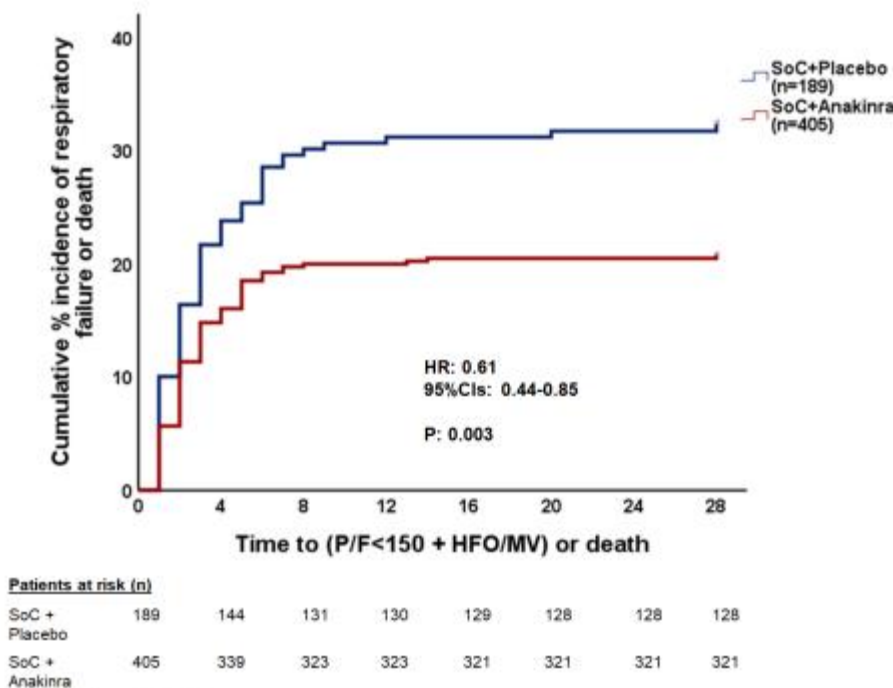 40
30
20
10
0
Cumulative % incidence of respiratory
failure or death
SoC+Placebo
(n=189)
SoC+Anakinra
(n=405)
HR: 0.61
95%CIs: 0.44-0.85
P: 0.003
0 4 8 12 16 20 24 28
Time to (P/F<150 + HFO/MV) or death
Patients at risk (n)
SoC + 189 144 131 130 129 128 128 128
Placebo
SoC + 405 339 323 323 321 321 321 321
Anakinra